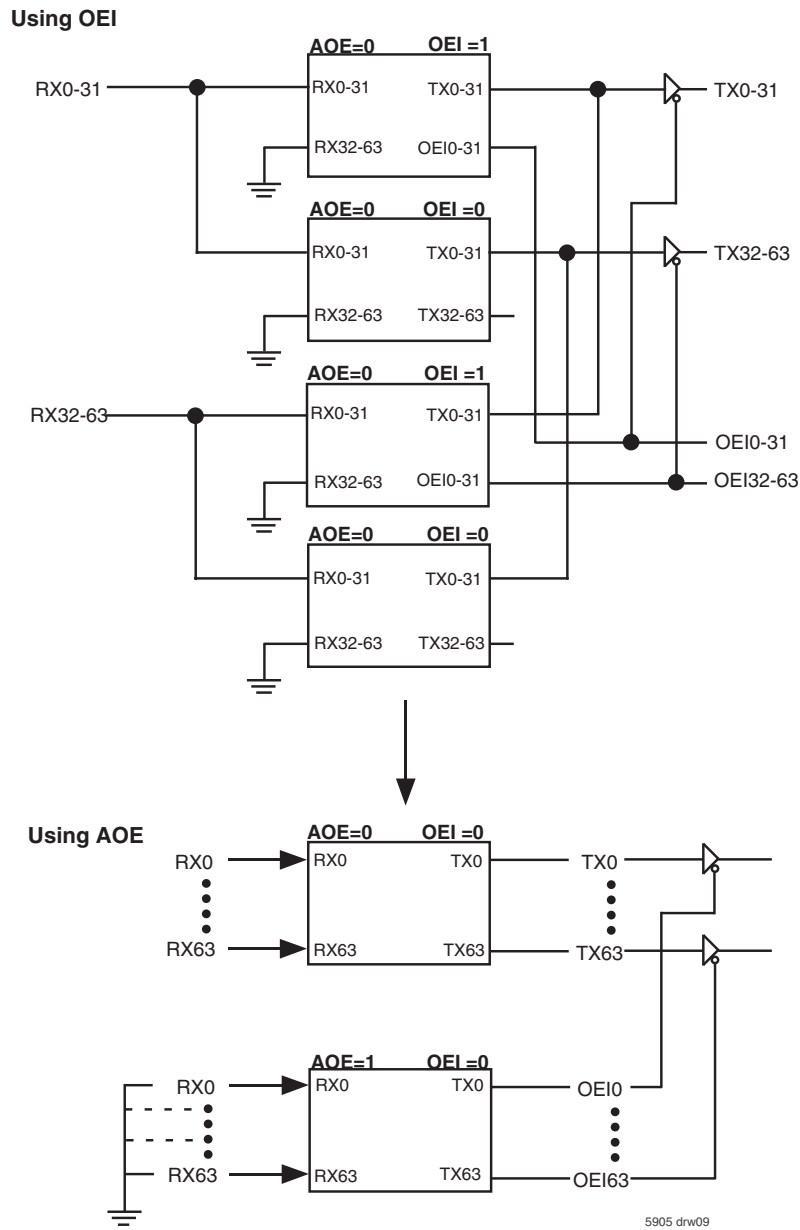 Using OEI
AOE=0 OEI =1
RX0-31 RX0-31 TX0-31 TX0-31
RX32-63 OEI0-31
AOE=0 OEI =0
RX0-31 TX0-31 TX32-63
RX32-63 TX32-63
AOE=0 OEI =1
RX32-63 RX0-31 TX0-31
OEI0-31
RX32-63 OEI0-31 OEI32-63
AOE=0 OEI =0
RX0-31 TX0-31
RX32-63 TX32-63
Using AOE
AOE=0 OEI =0
RX0 RX0 TX0 TX0
RX63 RX63 TX63 TX63
AOE=1 OEI =0
RX0 RX0 TX0 OEI0
RX63 RX63 TX63 OEI63
5905 drw09